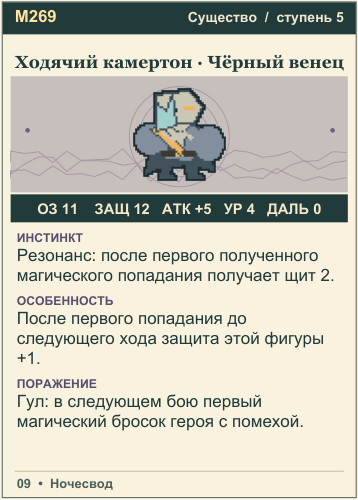 M269
Существо / ступень 5
Ходячий камертон · Чёрный венец
ОЗ 11 ЗАЩ 12 АТК +5 УР 4 ДАЛЬ 0
ИНСТИНКТ
Резонанс: после первого полученного
магического попадания получает щит 2.
ОСОБЕННОСТЬ
После первого попадания до
следующего хода защита этой фигуры
+1.
ПОРАЖЕНИЕ
Гул: в следующем бою первый
магический бросок героя с помехой.
09 • Ночесвод